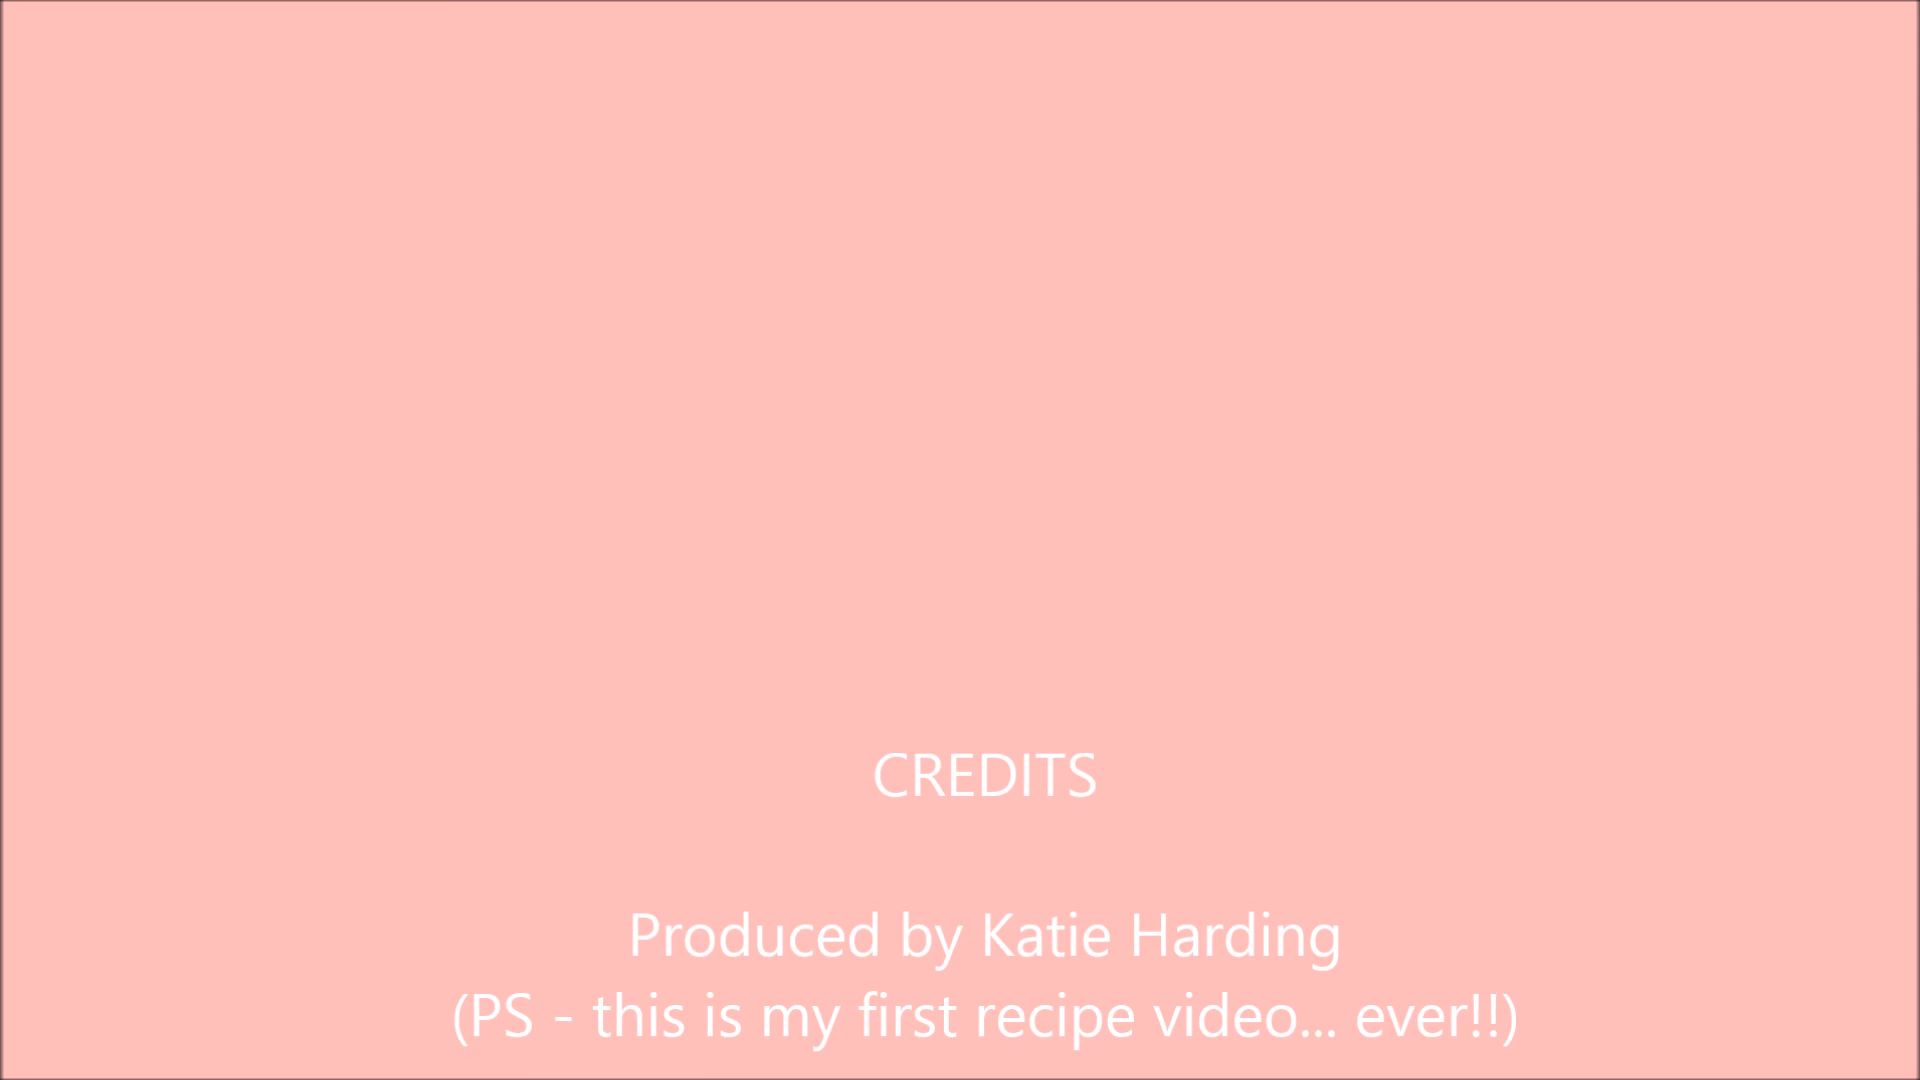 CREDITS
Produced by Katie Harding
(PS - this is my first recipe video... ever!!)